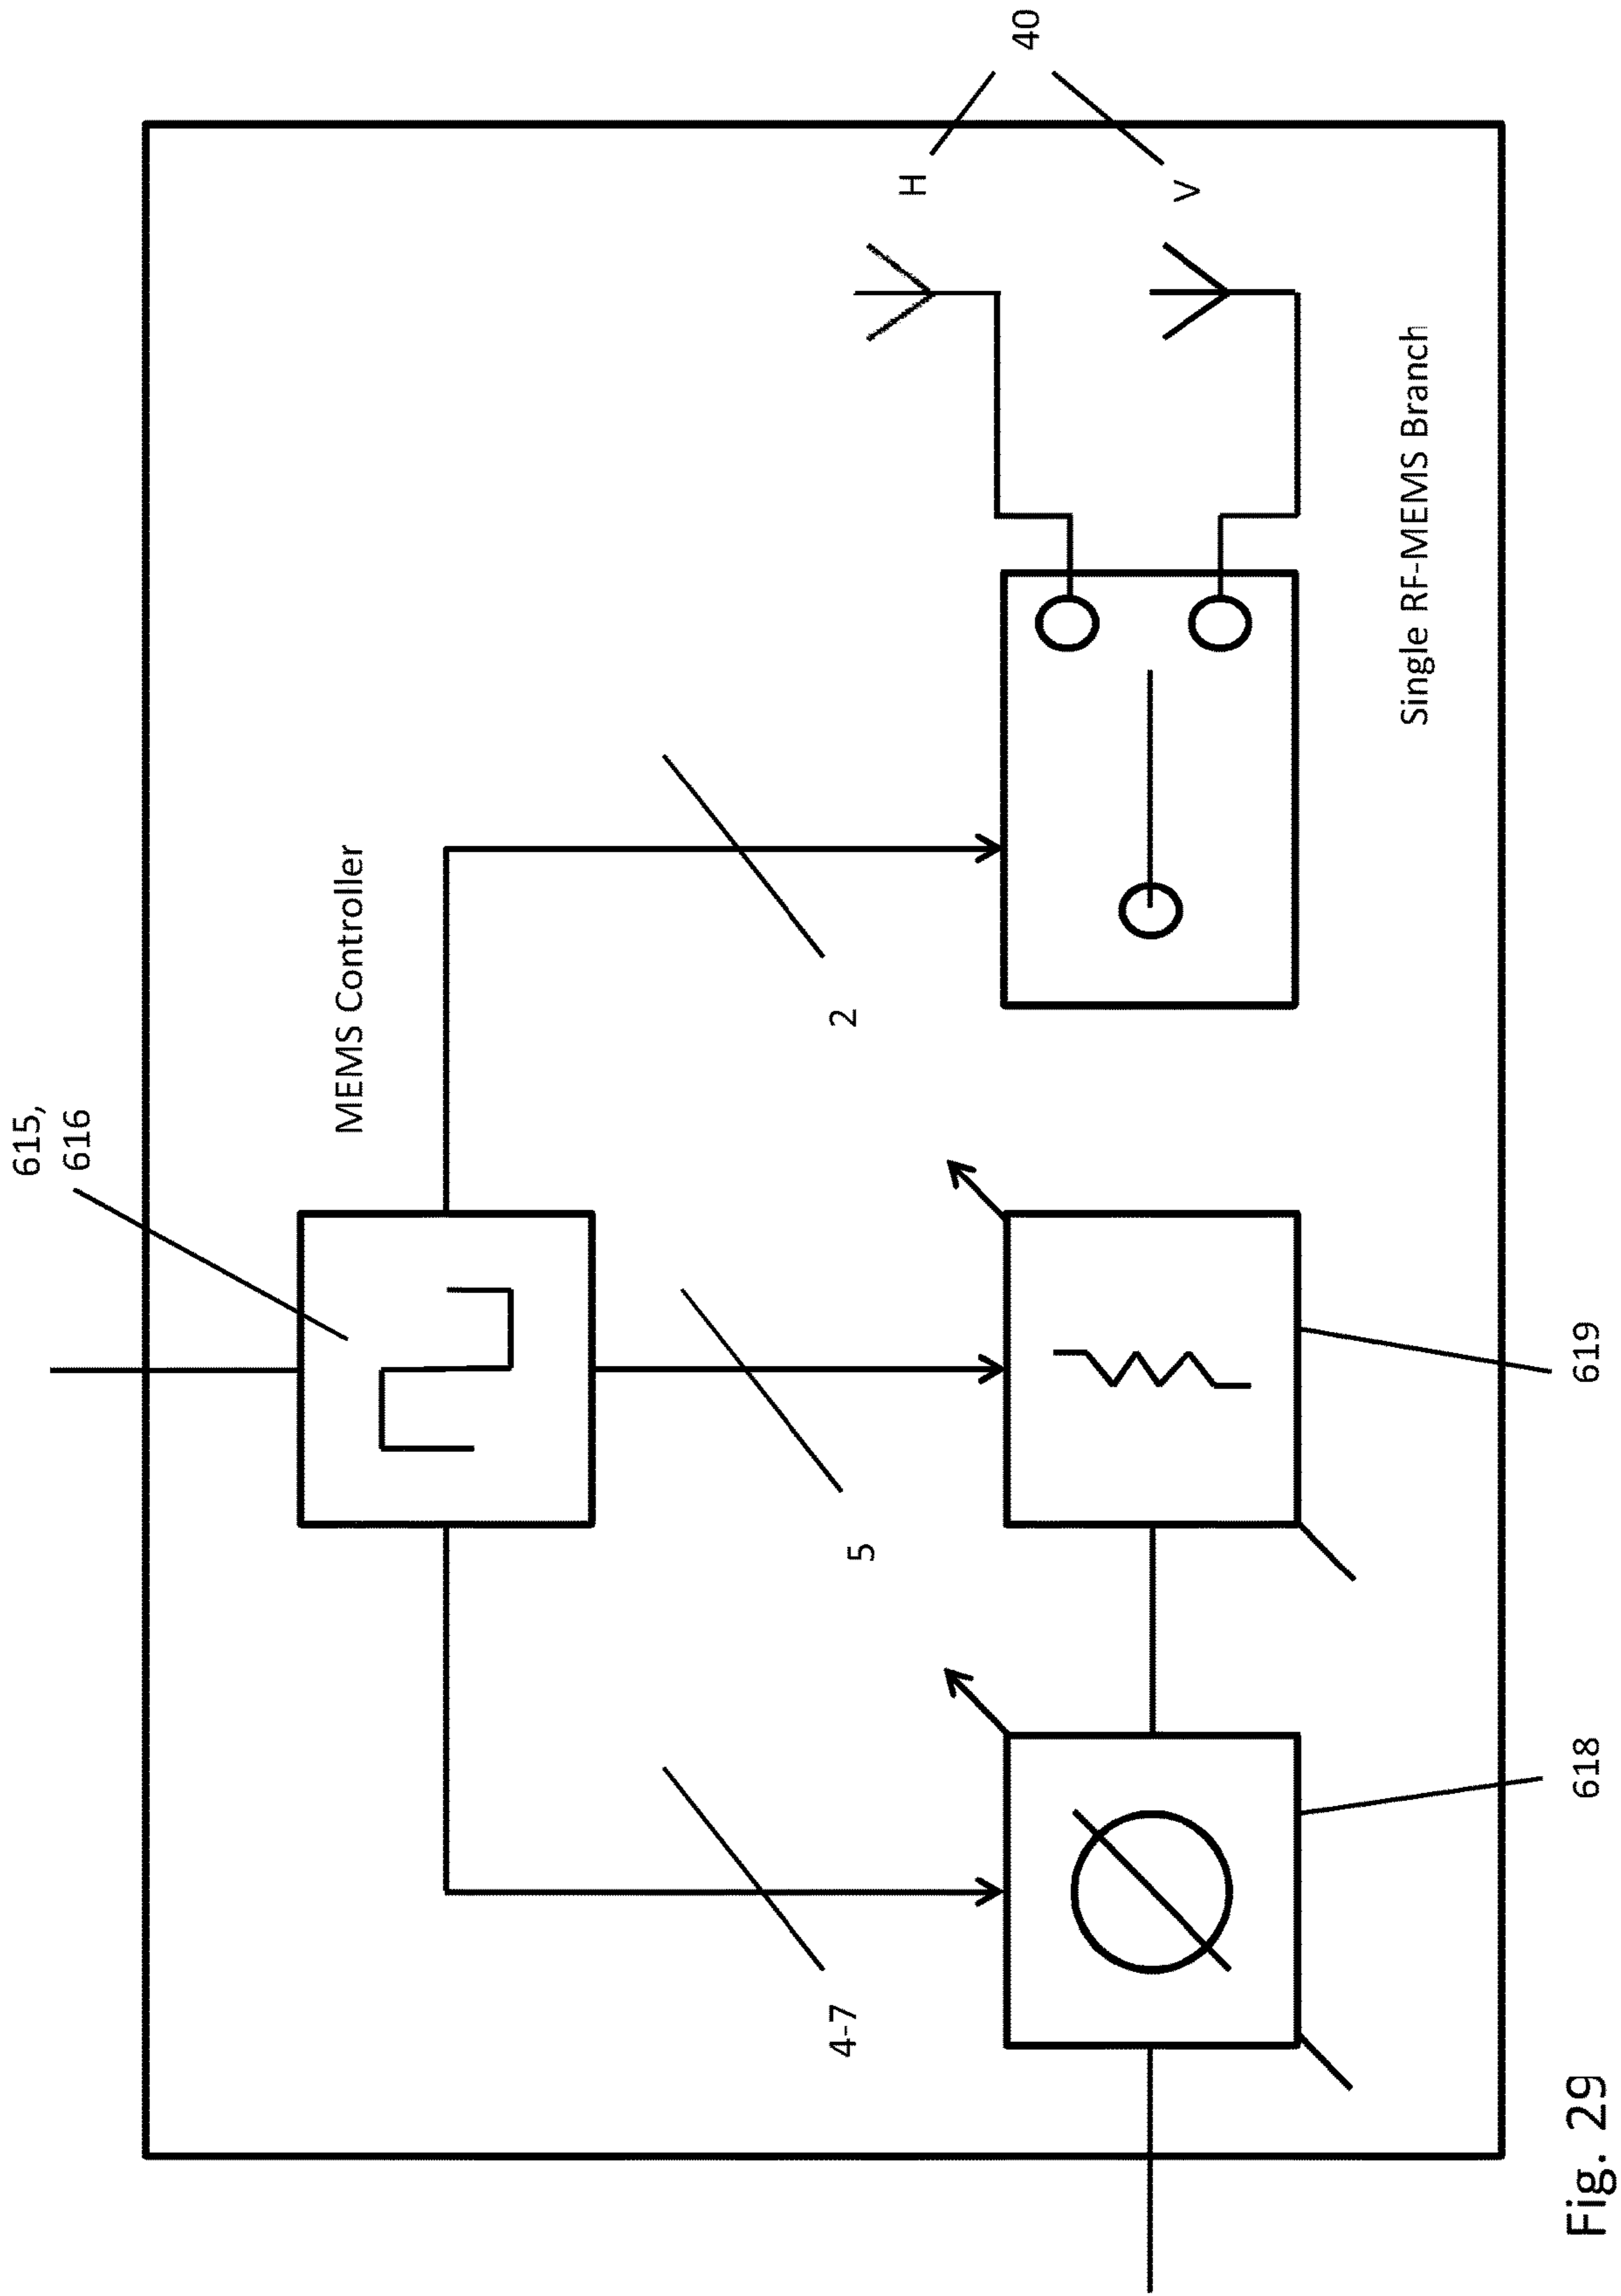 615,
616
MEMS Controller
40
H
V
4-7
5
2
618
619
Single RF-MEMS Branch
Fig. 29